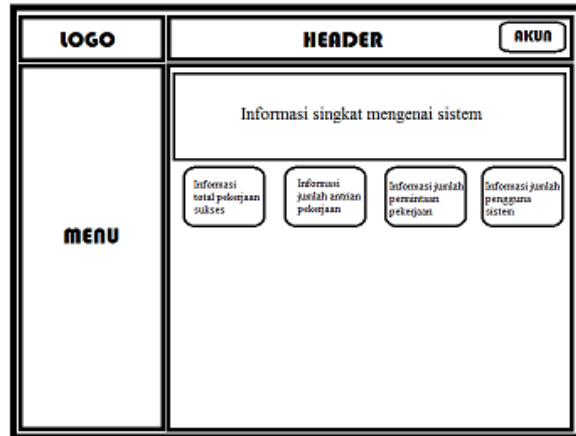 LOGO
HEADER
AKUN
Informasi singkat mengenai sistem
Informasi
total pekerjaan
sukses
Informasi
jumlah antrian
pekerjaan
Informasi jumlah
permintaan
pekerjaan
Informasi jumlah
pengguna
sistem
MENU